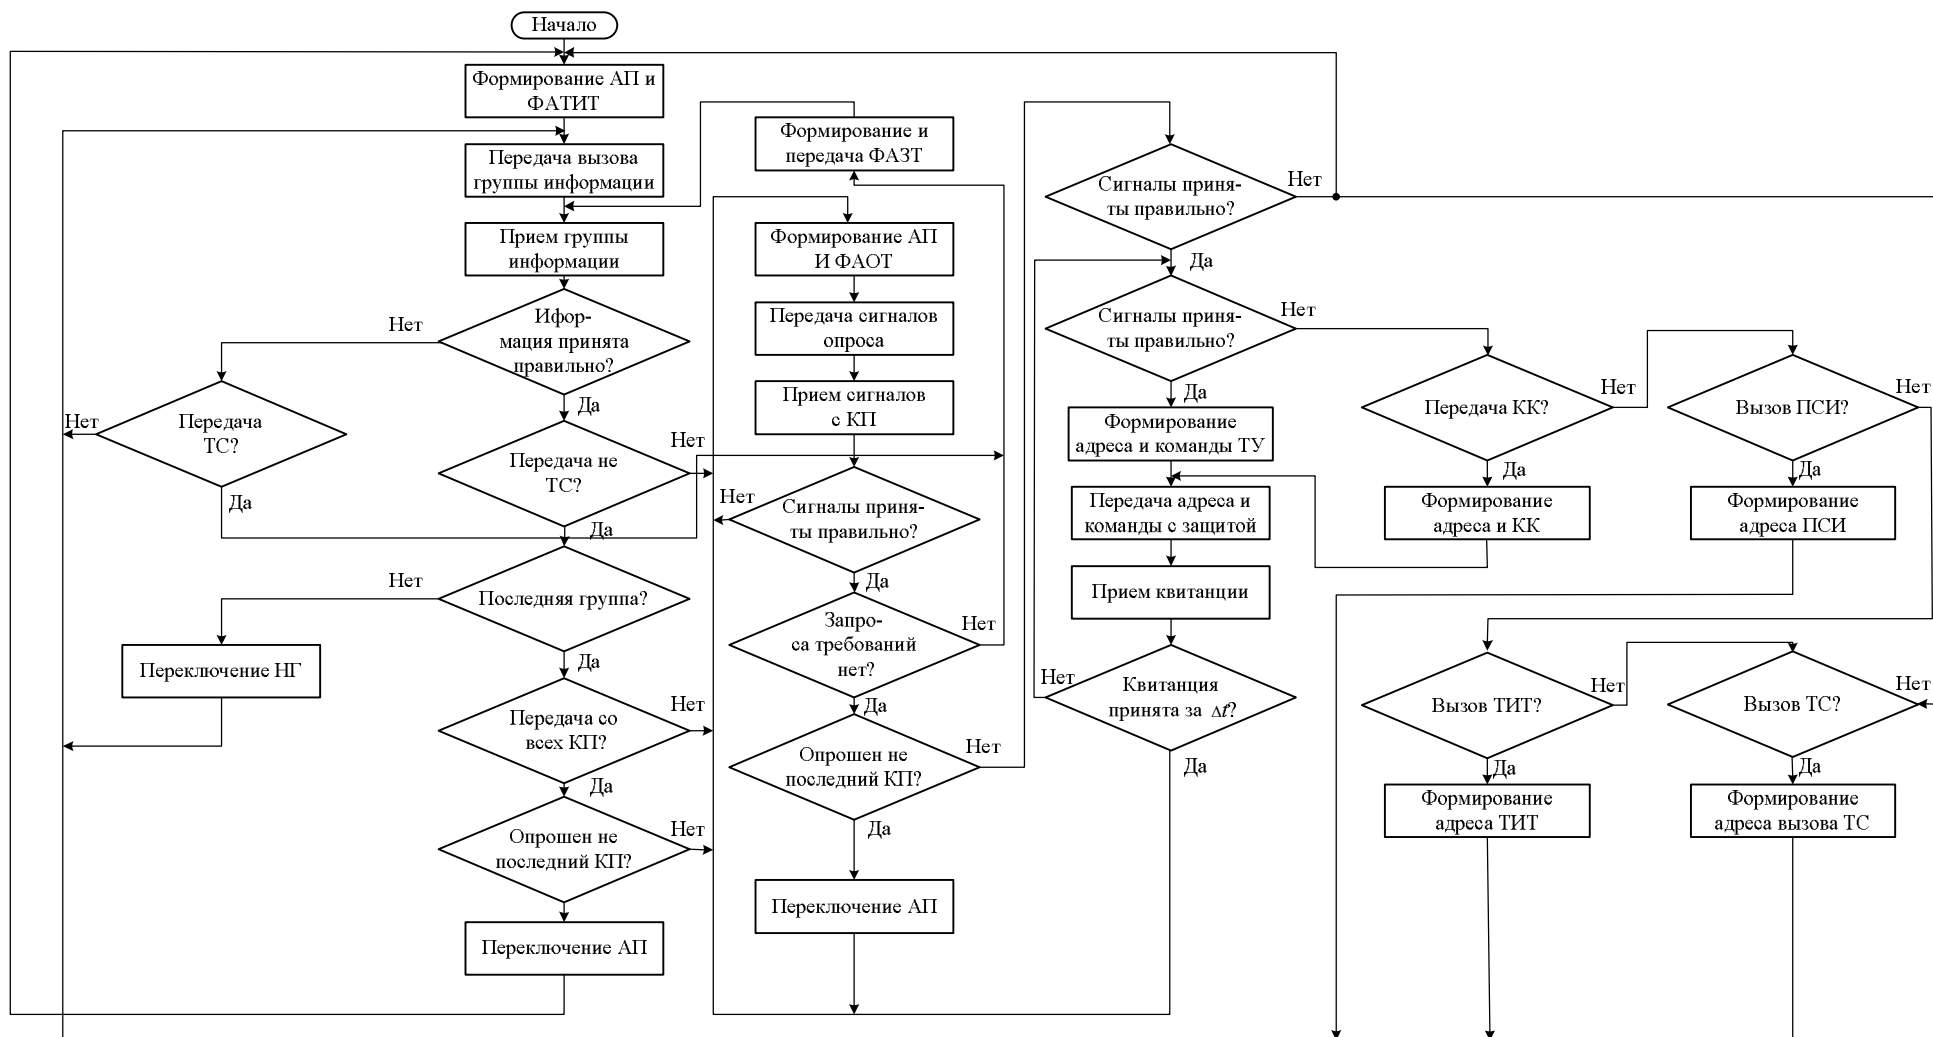 Начало
Формирование АП и
ФАТИТ
Передача вызова
группы информации
Прием группы
информации
Ифор-
мация принята
правильно?
Нет
Да
Передача
ТС?
Нет
Да
Передача не
ТС?
Нет
Да
Последняя группа?
Нет
Да
Переключение НГ
Передача со
всех КП?
Нет
Да
Опрошен не
последний КП?
Нет
Переключение АП
Формирование и
передача ФАЗТ
Формирование АП
И ФАОТ
Передача сигналов
опроса
Прием сигналов
с КП
Сигналы приня-
ты правильно?
Нет
Да
Запро-
са требований
нет?
Нет
Да
Опрошен не
последний КП?
Нет
Да
Переключение АП
Сигналы приня-
ты правильно?
Нет
Да
Сигналы приня-
ты правильно?
Нет
Да
Формирование
адреса и команды ТУ
Передача адреса и
команды с защитой
Прием квитанции
Квитанция
принята за Δt?
Нет
Да
Передача КК?
Нет
Да
Формирование
адреса и КК
Вызов ПСИ?
Нет
Да
Формирование
адреса ПСИ
Вызов ТИТ?
Нет
Да
Формирование
адреса ТИТ
Вызов ТС?
Нет
Да
Формирование
адреса вызова ТС